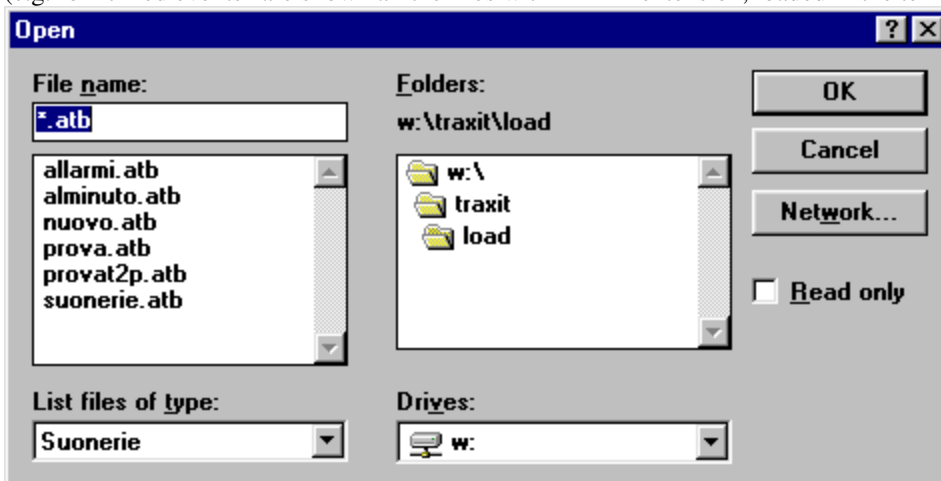 Open
File name:
*.atb
allarmi.atb
alminuto.atb
nuovo.atb
prova.atb
provat2p.atb
suonerie.atb
List files of type:
Suonerie
Folders:
w:\traxit\load
w:\
traxit
load
Drives:
w:
OK
Cancel
Network...
Read only